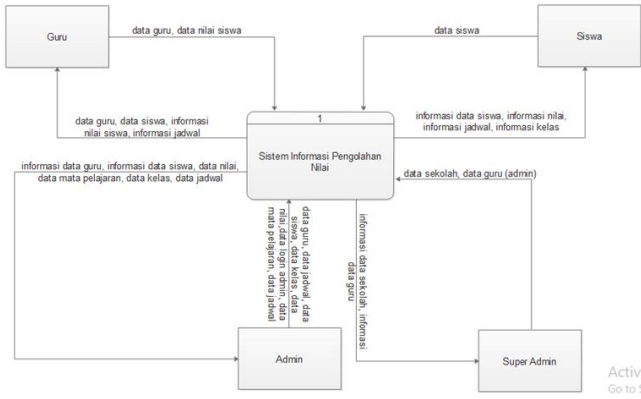 Guru
data guru, data nilai siswa
data siswa
Siswa
data guru, data siswa, informasi
nilai siswa, informasi jadwal
1
Sistem Informasi Pengolahan
Nilai
informasi data siswa, informasi nilai,
informasi jadwal, informasi kelas
informasi data guru, informasi data siswa, data nilai,
data mata pelajaran, data kelas, data jadwal
data sekolah, data guru (admin)
data guru, data jadwal, data
siswa, data kelas, data
nilai,data login admin, data
mata pelajaran, data jadwal
informasi data sekolah, infomasi
data guru
Admin
Super Admin
Activ
Go to S